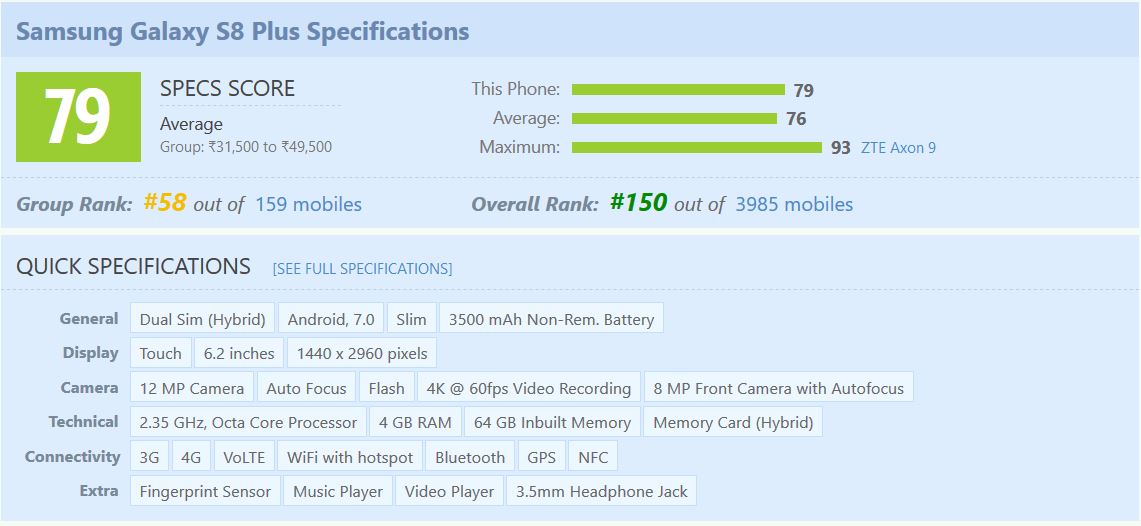 Samsung Galaxy S8 Plus Specifications
79
SPECS SCORE
Average
Group: ₹31,500 to ₹49,500
This Phone: 79
Average: 76
Maximum: 93 ZTE Axon 9
Group Rank: #58 out of 159 mobiles
Overall Rank: #150 out of 3985 mobiles
QUICK SPECIFICATIONS [SEE FULL SPECIFICATIONS]
General Dual Sim (Hybrid) Android, 7.0 Slim 3500 mAh Non-Rem. Battery
Display Touch 6.2 inches 1440 x 2960 pixels
Camera 12 MP Camera Auto Focus Flash 4K @ 60fps Video Recording 8 MP Front Camera with Autofocus
Technical 2.35 GHz, Octa Core Processor 4 GB RAM 64 GB Inbuilt Memory Memory Card (Hybrid)
Connectivity 3G 4G VoLTE WiFi with hotspot Bluetooth GPS NFC
Extra Fingerprint Sensor Music Player Video Player 3.5mm Headphone Jack